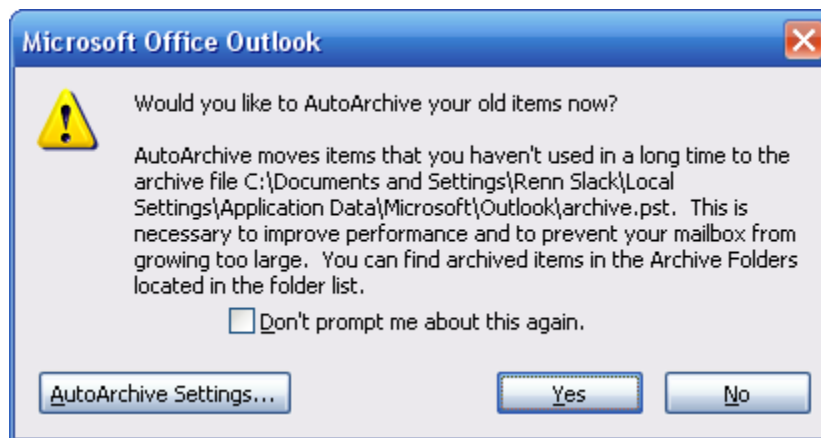 Microsoft Office Outlook
Would you like to AutoArchive your old items now?
AutoArchive moves items that you haven't used in a long time to the
archive file C:\Documents and Settings\Renn Slack\Local
Settings\Application Data\Microsoft\Outlook\archive.pst.  This is
necessary to improve performance and to prevent your mailbox from
growing too large.  You can find archived items in the Archive Folders
located in the folder list.
Don't prompt me about this again.
AutoArchive Settings... Yes No